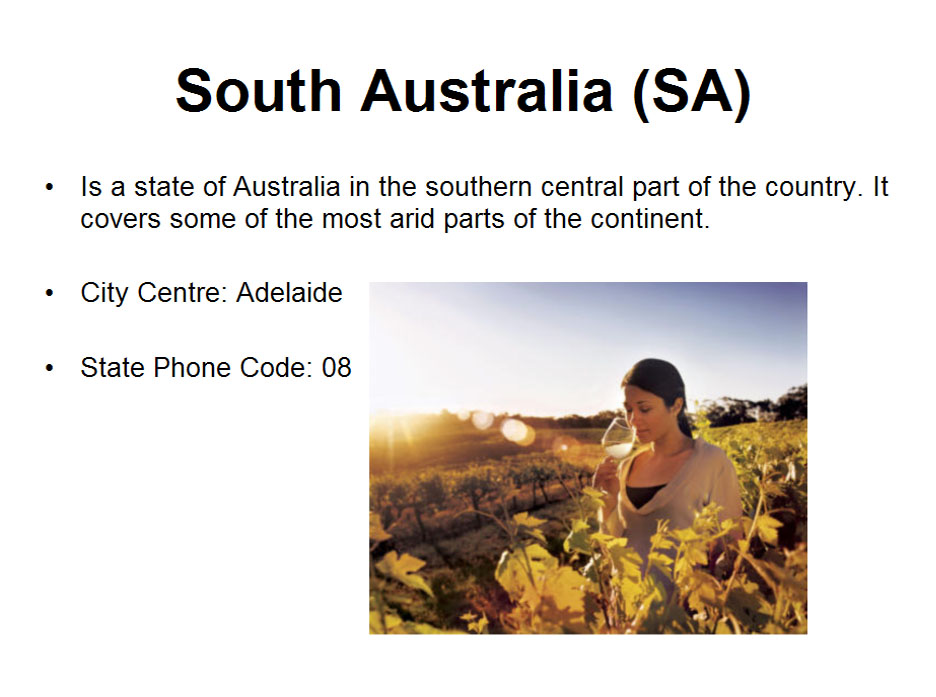 South Australia (SA)
• Is a state of Australia in the southern central part of the country. It
covers some of the most arid parts of the continent.
• City Centre: Adelaide
• State Phone Code: 08